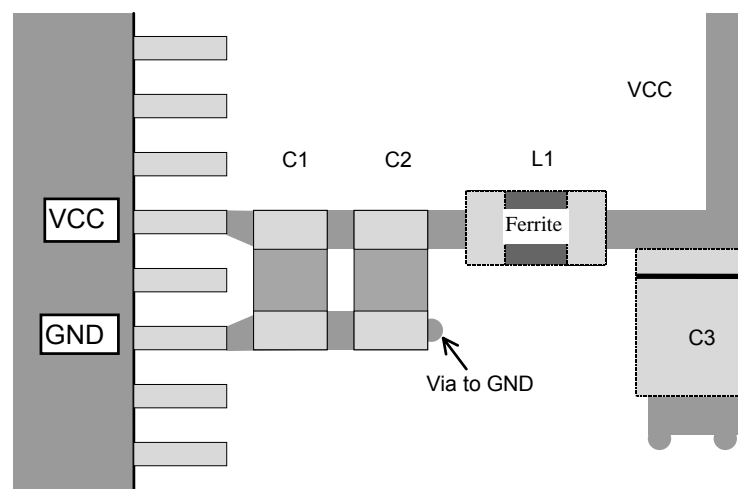 VCC
C1
C2
L1
VCC
Ferrite
GND
C3
Via to GND